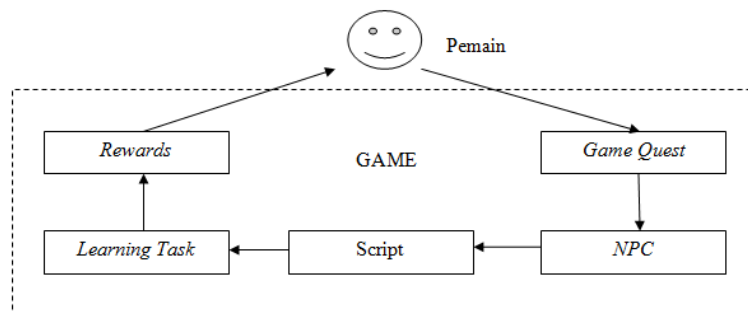 Pemain
Rewards
GAME
Game Quest
Learning Task
Script
NPC